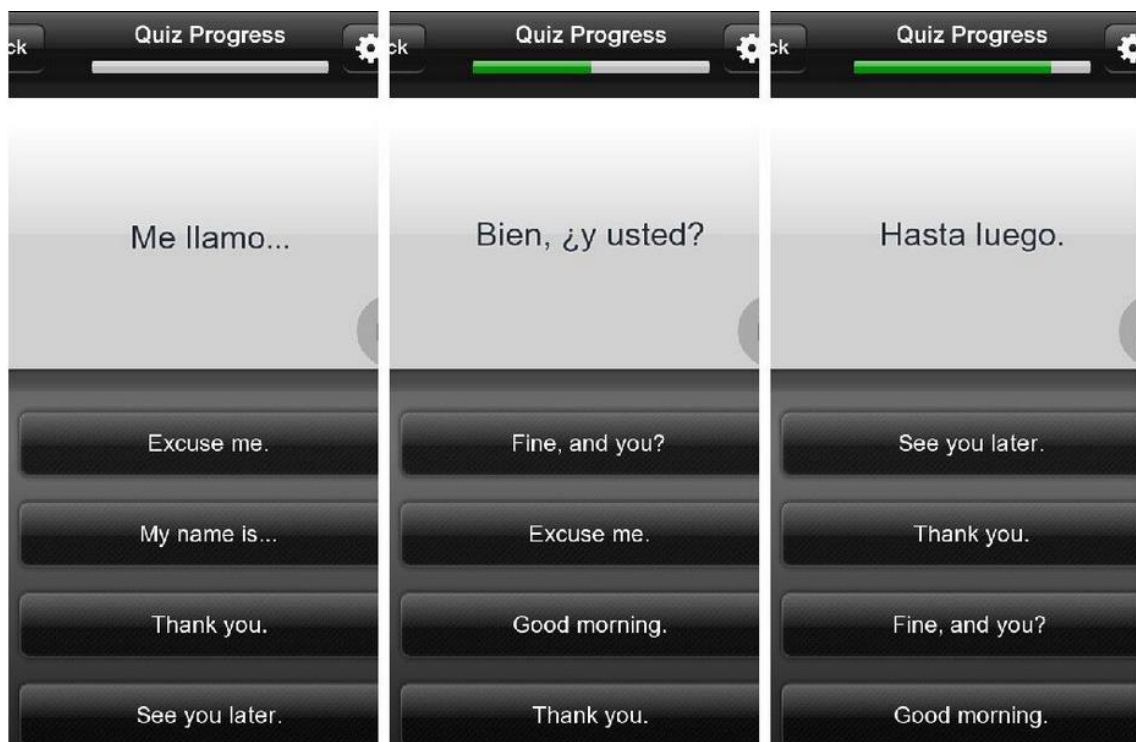 ck
Quiz Progress
Me llamo...
Excuse me.
My name is...
Thank you.
See you later.
ck
Quiz Progress
Bien, ¿y usted?
Fine, and you?
Excuse me.
Good morning.
Thank you.
ck
Quiz Progress
Hasta luego.
See you later.
Thank you.
Fine, and you?
Good morning.